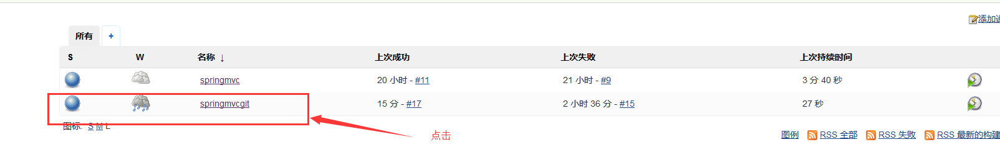 添加说
所有 +
S W 名称 ↓ 上次成功 上次失败 上次持续时间
springmvc 20 小时 - #11 21 小时 - #9 3 分 40 秒
springmvcgit 15 分 - #17 2 小时 36 分 - #15 27 秒
图标: S M L
点击
图例 RSS 全部 RSS 失败 RSS 最新的构建